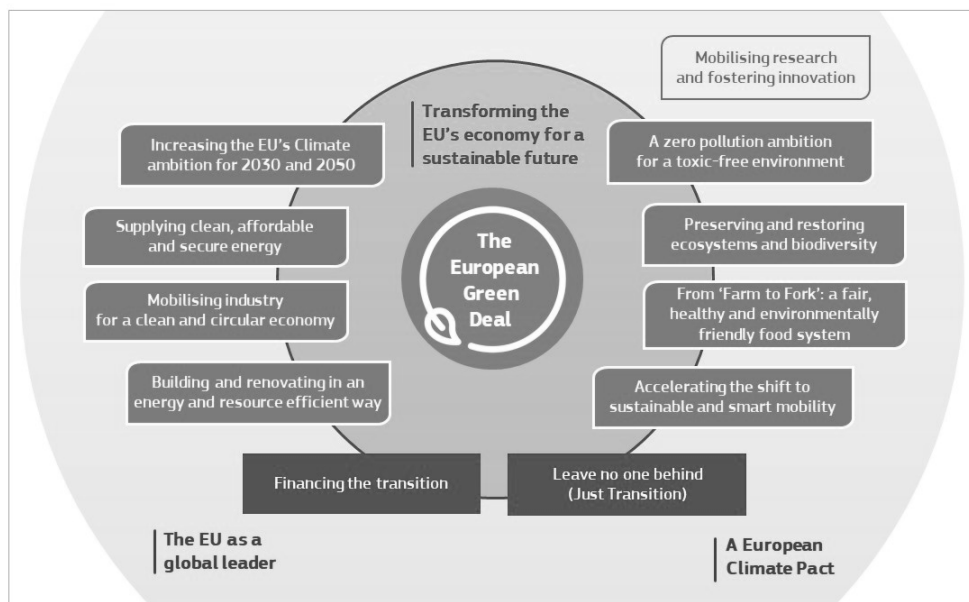 Mobilising research
and fostering innovation
Transforming the
EU's economy for a
sustainable future
Increasing the EU's Climate
ambition for 2030 and 2050
A zero pollution ambition
for a toxic-free environment
Supplying clean, affordable
and secure energy
Preserving and restoring
ecosystems and biodiversity
The
European
Green
Deal
Mobilising industry
for a clean and circular economy
From ‘Farm to Fork’: a fair,
healthy and environmentally
friendly food system
Building and renovating in an
energy and resource efficient way
Accelerating the shift to
sustainable and smart mobility
Financing the transition
Leave no one behind
(Just Transition)
The EU as a
global leader
A European
Climate Pact